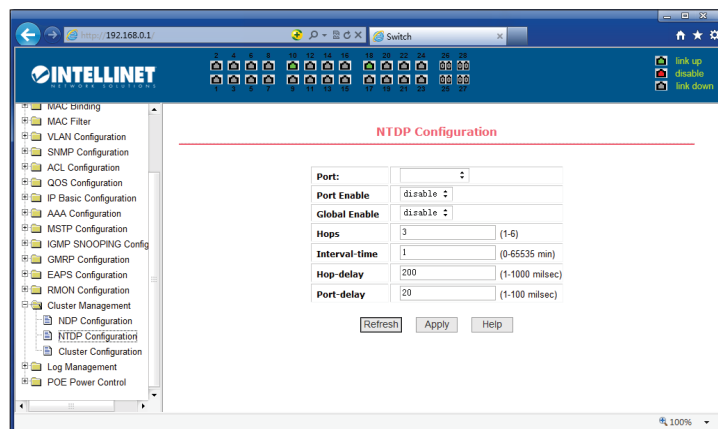 http://192.168.0.1/
Switch
INTELLINET
NETWORK SOLUTIONS
2 4 6 8 10 12 14 16 18 20 22 24 26 28
1 3 5 7 9 11 13 15 17 19 21 23 25 27
link up
disable
link down
MAC Binding
MAC Filter
VLAN Configuration
SNMP Configuration
ACL Configuration
QOS Configuration
IP Basic Configuration
AAA Configuration
MSTP Configuration
IGMP SNOOPING Config
GMRP Configuration
EAPS Configuration
RMON Configuration
Cluster Management
NDP Configuration
NTDP Configuration
Cluster Configuration
Log Management
POE Power Control
NTDP Configuration
Port:
Port Enable disable
Global Enable disable
Hops 3 (1-6)
Interval-time 1 (0-65535 min)
Hop-delay 200 (1-1000 milsec)
Port-delay 20 (1-100 milsec)
Refresh Apply Help
100%